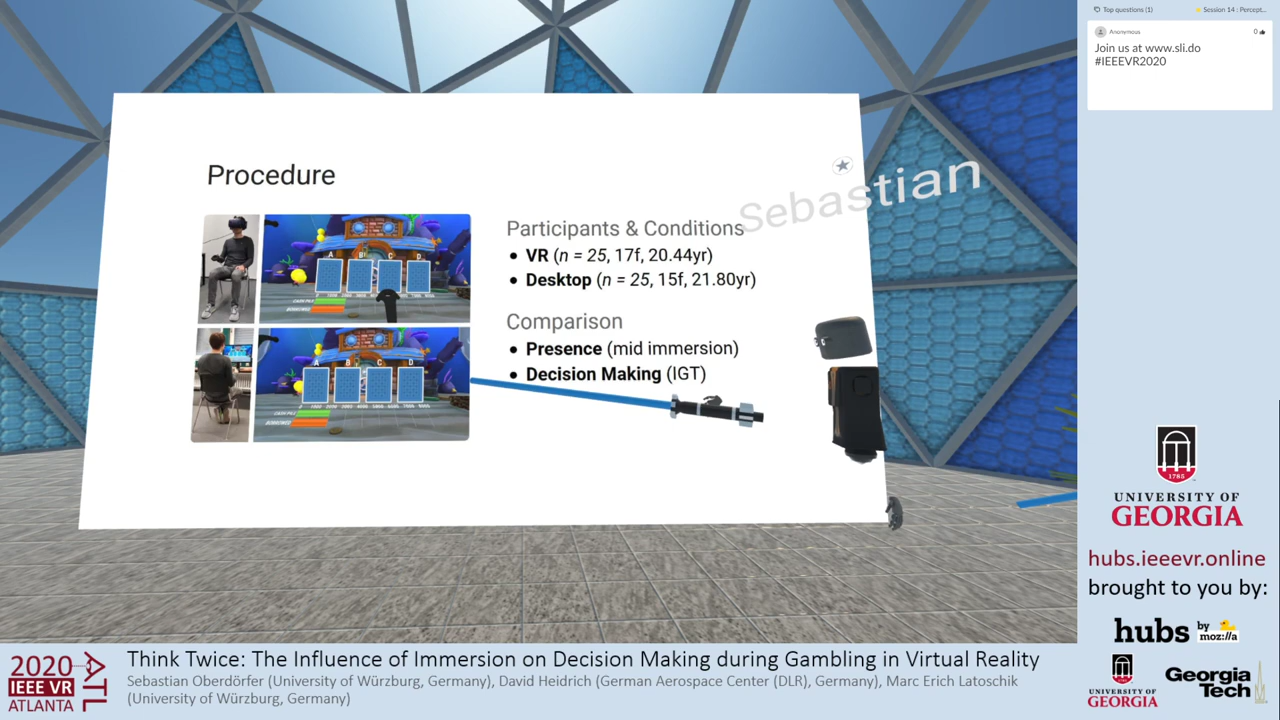 Top questions (1)
Session 14 : Percept...
Anonymous
0
Join us at www.sli.do
#IEEEVR2020
Procedure
Sebastian
Participants & Conditions
• VR (n = 25, 17f, 20.44yr)
• Desktop (n = 25, 15f, 21.80yr)
Comparison
• Presence (mid immersion)
• Decision Making (IGT)
A B C D
A B C D
1785
UNIVERSITY OF
GEORGIA
hubs.ieeevr.online
brought to you by:
hubs by moz://a
UNIVERSITY OF
GEORGIA
Georgia
Tech
2020
IEEE VR
ATLANTA
ATL
Think Twice: The Influence of Immersion on Decision Making during Gambling in Virtual Reality
Sebastian Oberdörfer (University of Würzburg, Germany), David Heidrich (German Aerospace Center (DLR), Germany), Marc Erich Latoschik
(University of Würzburg, Germany)